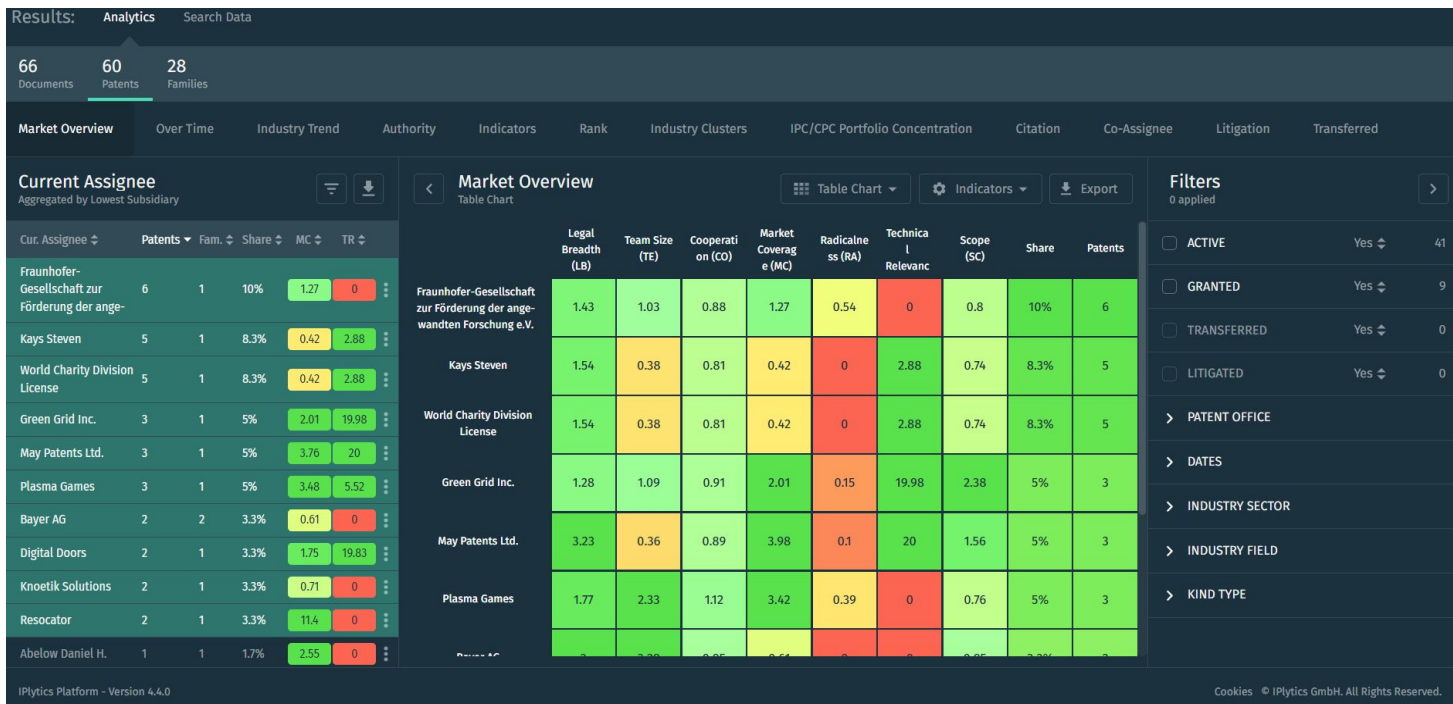 Results: Analytics Search Data
66 60 28
Documents Patents Families
Market Overview Over Time Industry Trend Authority Indicators Rank Industry Clusters IPC/CPC Portfolio Concentration Citation Co-Assignee Litigation Transferred
Current Assignee
Aggregated by Lowest Subsidiary
Cur. Assignee Patents Fam. Share MC TR
Fraunhofer-
Gesellschaft zur
Förderung der ange-
6 1 10% 1.27 0
Kays Steven 5 1 8.3% 0.42 2.88
World Charity Division
License
5 1 8.3% 0.42 2.88
Green Grid Inc. 3 1 5% 2.01 19.98
May Patents Ltd. 3 1 5% 3.76 20
Plasma Games 3 1 5% 3.48 5.52
Bayer AG 2 2 3.3% 0.61 0
Digital Doors 2 1 3.3% 1.75 19.83
Knoetik Solutions 2 1 3.3% 0.71 0
Resocator 2 1 3.3% 11.4 0
Abelow Daniel H. 1 1 1.7% 2.55 0
Market Overview
Table Chart
Table Chart Indicators Export
Legal
Breadth
(LB)
Team Size
(TE)
Cooperati
on (CO)
Market
Coverag
e (MC)
Radicalne
ss (RA)
Technica
l
Relevanc
Scope
(SC)
Share
Patents
Fraunhofer-Gesellschaft
zur Förderung der ange-
wandten Forschung e.V.
1.43 1.03 0.88 1.27 0.54 0 0.8 10% 6
Kays Steven
1.54 0.38 0.81 0.42 0 2.88 0.74 8.3% 5
World Charity Division
License
1.54 0.38 0.81 0.42 0 2.88 0.74 8.3% 5
Green Grid Inc.
1.28 1.09 0.91 2.01 0.15 19.98 2.38 5% 3
May Patents Ltd.
3.23 0.36 0.89 3.98 0.1 20 1.56 5% 3
Plasma Games
1.77 2.33 1.12 3.42 0.39 0 0.76 5% 3
Filters
0 applied
ACTIVE Yes 41
GRANTED Yes 9
TRANSFERRED Yes 0
LITIGATED Yes 0
PATENT OFFICE
DATES
INDUSTRY SECTOR
INDUSTRY FIELD
KIND TYPE
IPlytics Platform - Version 4.4.0
Cookies © IPlytics GmbH. All Rights Reserved.